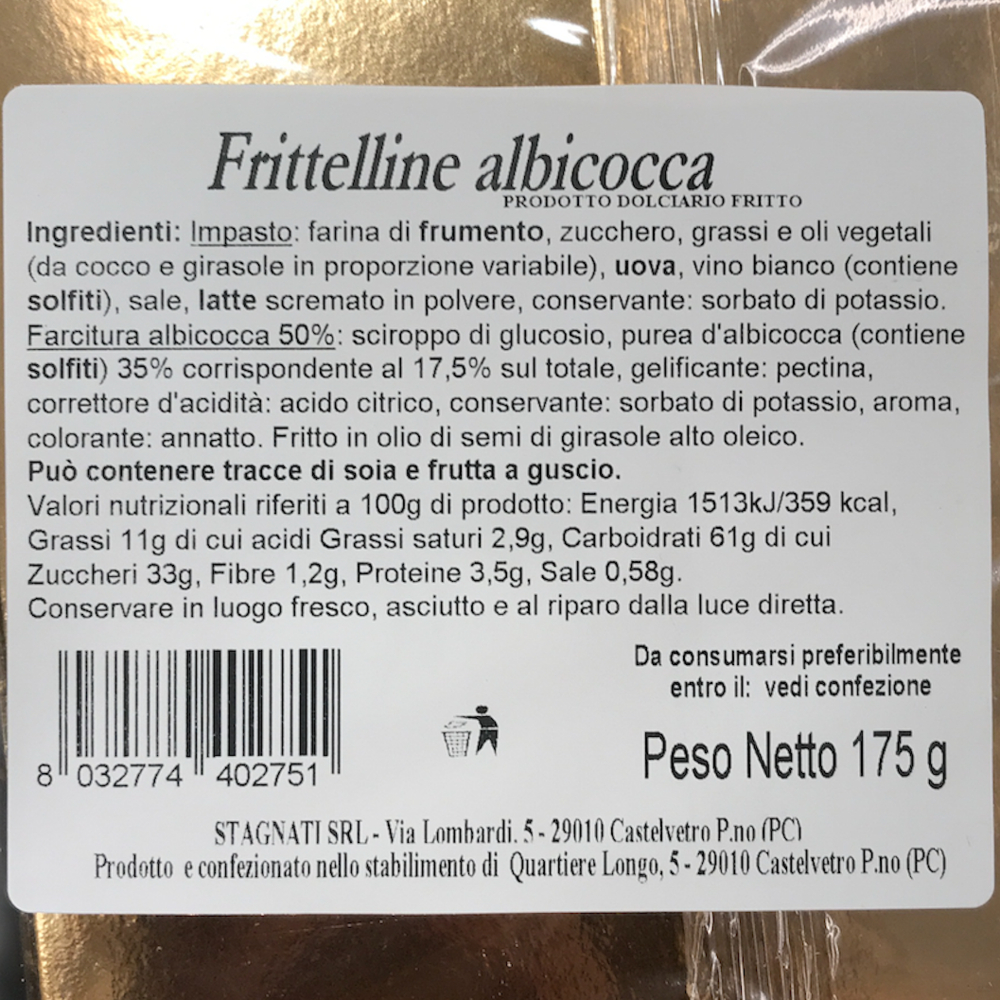 Frittelline albicocca
PRODOTTO DOLCIARIO FRITTO
Ingredienti: Impasto: farina di frumento, zucchero, grassi e oli vegetali
(da cocco e girasole in proporzione variabile), uova, vino bianco (contiene
solfiti), sale, latte scremato in polvere, conservante: sorbato di potassio.
Farcitura albicocca 50%: sciroppo di glucosio, purea d'albicocca (contiene
solfiti) 35% corrispondente al 17,5% sul totale, gelificante: pectina,
correttore d'acidità: acido citrico, conservante: sorbato di potassio, aroma,
colorante: annatto. Fritto in olio di semi di girasole alto oleico.
Può contenere tracce di soia e frutta a guscio.
Valori nutrizionali riferiti a 100g di prodotto: Energia 1513kJ/359 kcal,
Grassi 11g di cui acidi Grassi saturi 2,9g, Carboidrati 61g di cui
Zuccheri 33g, Fibre 1,2g, Proteine 3,5g, Sale 0,58g.
Conservare in luogo fresco, asciutto e al riparo dalla luce diretta.
Da consumarsi preferibilmente
entro il: vedi confezione
Peso Netto 175 g
8 032774 402751
STAGNATI SRL - Via Lombardi. 5 - 29010 Castelvetro P.no (PC)
Prodotto e confezionato nello stabilimento di Quartiere Longo, 5 - 29010 Castelvetro P.no (PC)